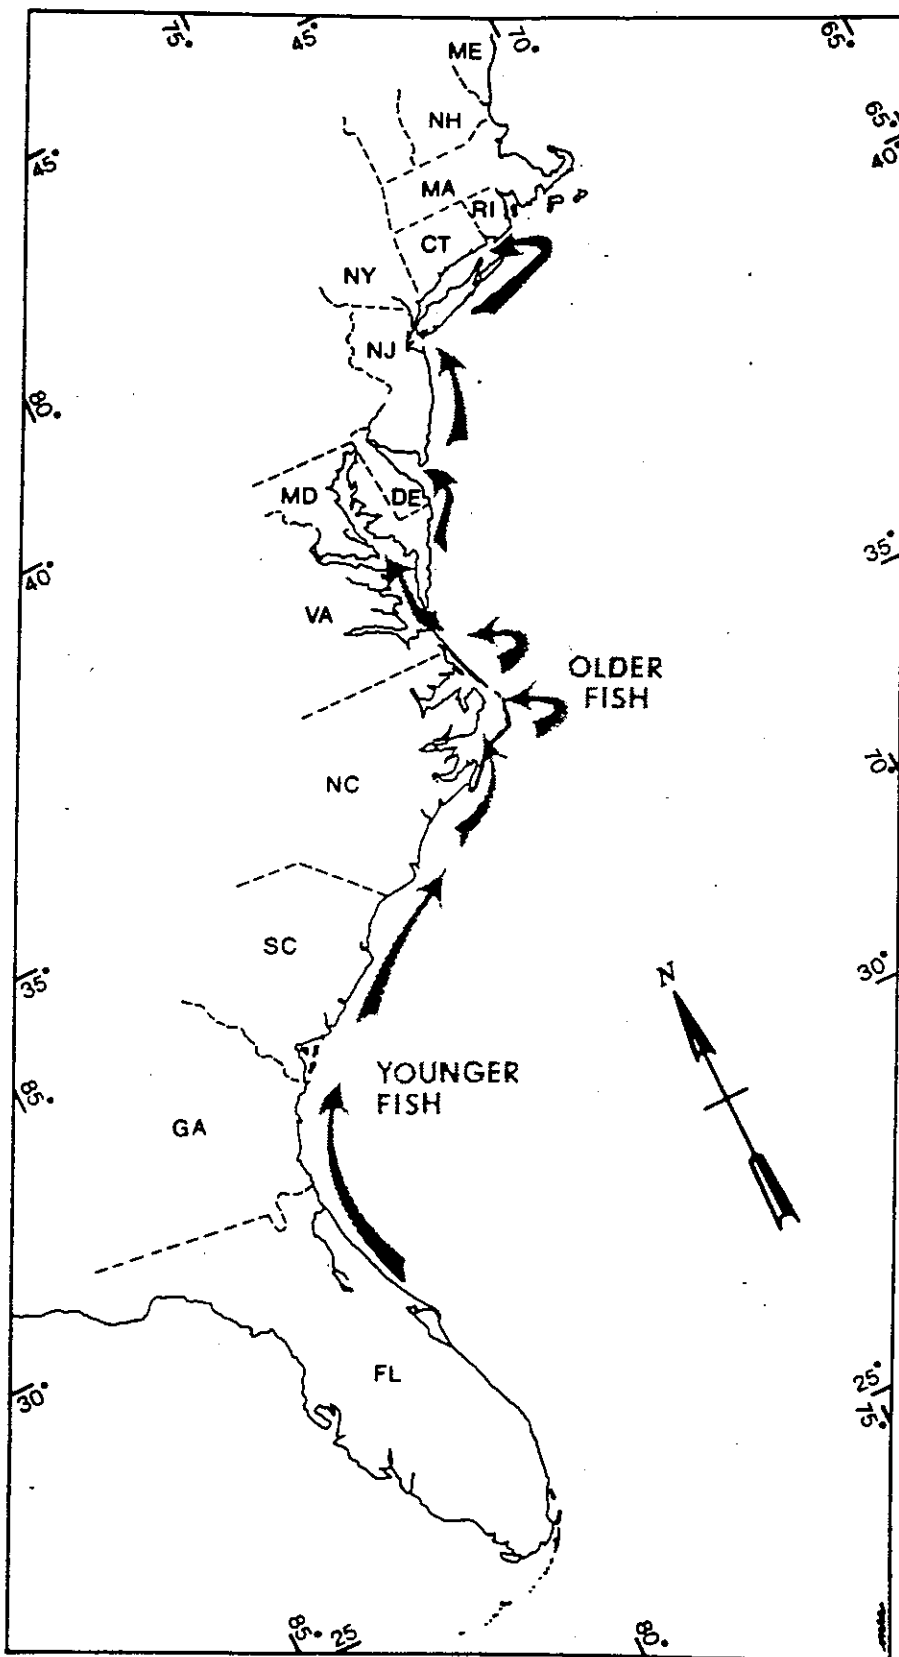 75°
45°
70°
65°
ME
65°
40°
NH
45°
MA
RI
CT
NY
NJ
80°
MD
DE
35°
40°
VA
OLDER
FISH
70°
NC
SC
30°
35°
N
YOUNGER
FISH
85°
GA
FL
25°
30°
75°
85°
25°
80°